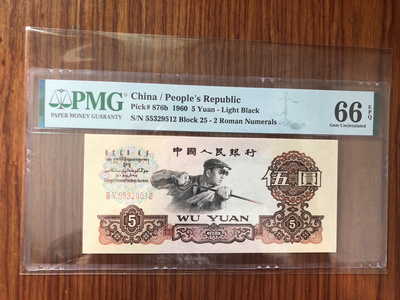 PMG
PAPER MONEY GUARANTY
China / People's Republic
Pick# 876b 1960 5 Yuan - Light Black
S/N 55329512 Block 25 - 2 Roman Numerals
66 EPQ
Gem Uncirculated
中國人民銀行
伍圓
55329512
WU YUAN
5
5